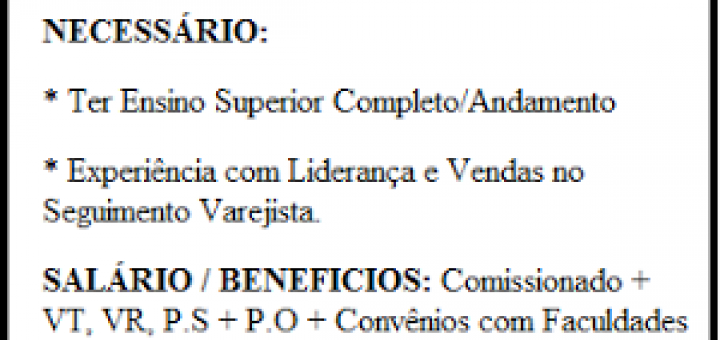 NECESSÁRIO:
* Ter Ensino Superior Completo/Andamento
* Experiência com Liderança e Vendas no
Seguimento Varejista.
SALÁRIO / BENEFICIOS: Comissionado +
VT, VR, P.S + P.O + Convênios com Faculdades